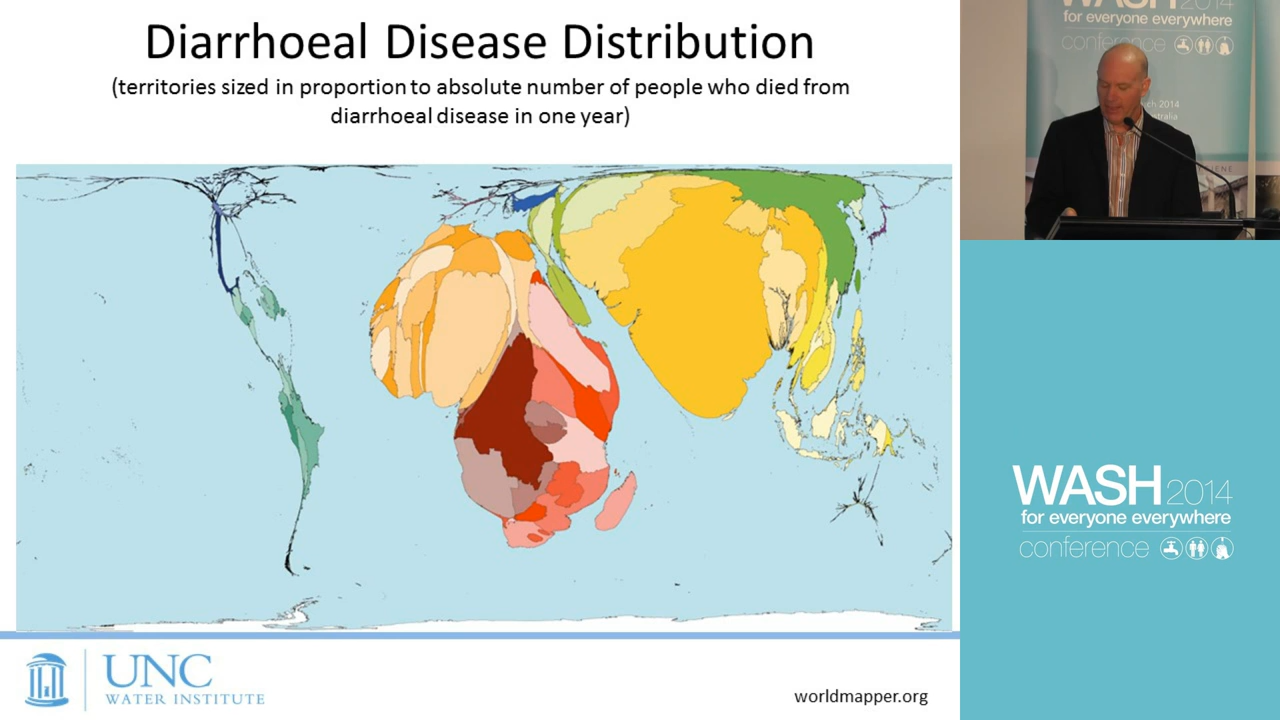 Diarrhoeal Disease Distribution
(territories sized in proportion to absolute number of people who died from
diarrhoeal disease in one year)
UNC
WATER INSTITUTE
worldmapper.org
WASH 2014
for everyone everywhere
conference
2014
WASH 2014
for everyone everywhere
conference